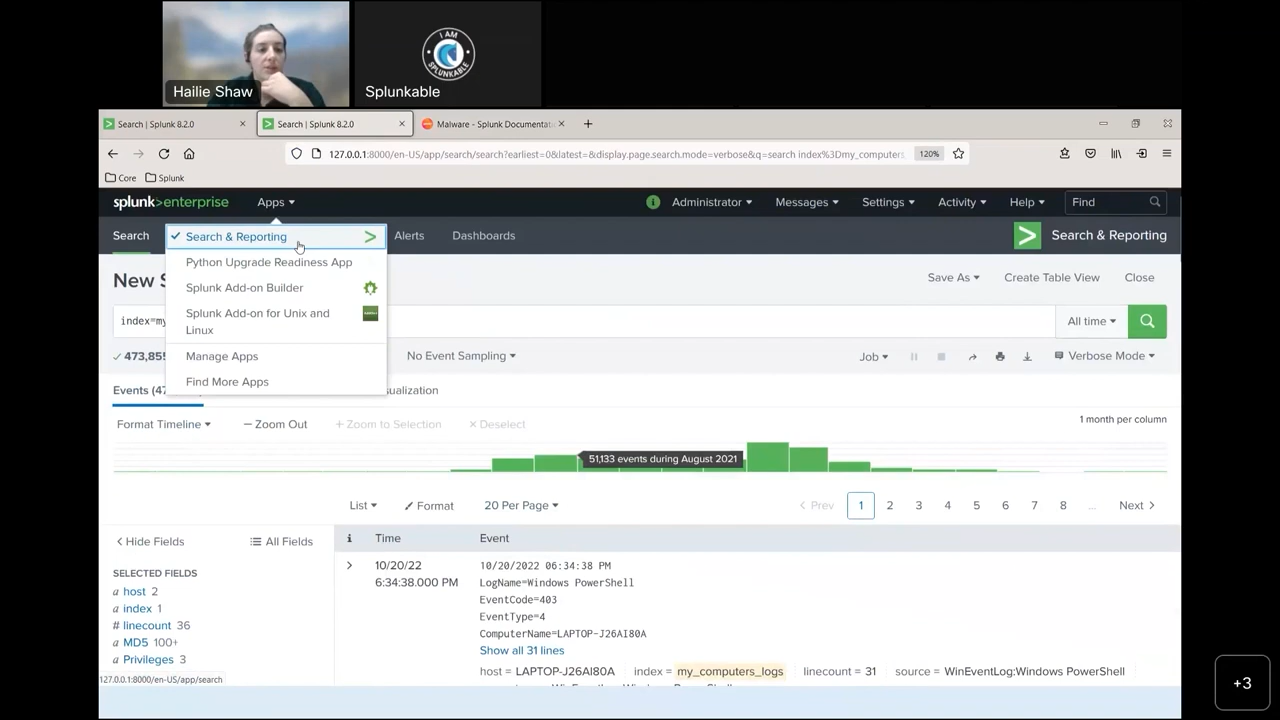 I AM
SPLUNKABLE
Hailie Shaw
Splunkable
Search | Splunk 8.2.0
Search | Splunk 8.2.0
Malware - Splunk Documentati
127.0.0.1:8000/en-US/app/search/search?earliest=0&latest=&display.page.search.mode=verbose&q=search index%3Dmy_computers_
120%
Core
Splunk
splunk>enterprise
Apps
i
Administrator
Messages
Settings
Activity
Help
Find
Search
Search & Reporting
Alerts
Dashboards
> Search & Reporting
Python Upgrade Readiness App
Splunk Add-on Builder
Splunk Add-on for Unix and
Linux
Manage Apps
Find More Apps
New S
Save As
Create Table View
Close
index=my
All time
473,85
No Event Sampling
Job
Verbose Mode
Events (47
ualization
Format Timeline
— Zoom Out
+ Zoom to Selection
× Deselect
1 month per column
51,133 events during August 2021
List
Format
20 Per Page
< Prev
1 2 3 4 5 6 7 8 ... Next >
< Hide Fields
All Fields
i Time Event
SELECTED FIELDS
a host 2
a index 1
# linecount 36
a MD5 100+
a Privileges 3
> 10/20/22
6:34:38.000 PM
10/20/2022 06:34:38 PM
LogName=Windows PowerShell
EventCode=403
EventType=4
ComputerName=LAPTOP-J26AI80A
Show all 31 lines
host = LAPTOP-J26AI80A index = my_computers_logs linecount = 31 source = WinEventLog:Windows PowerShell
127.0.0.1:8000/en-US/app/search
+3